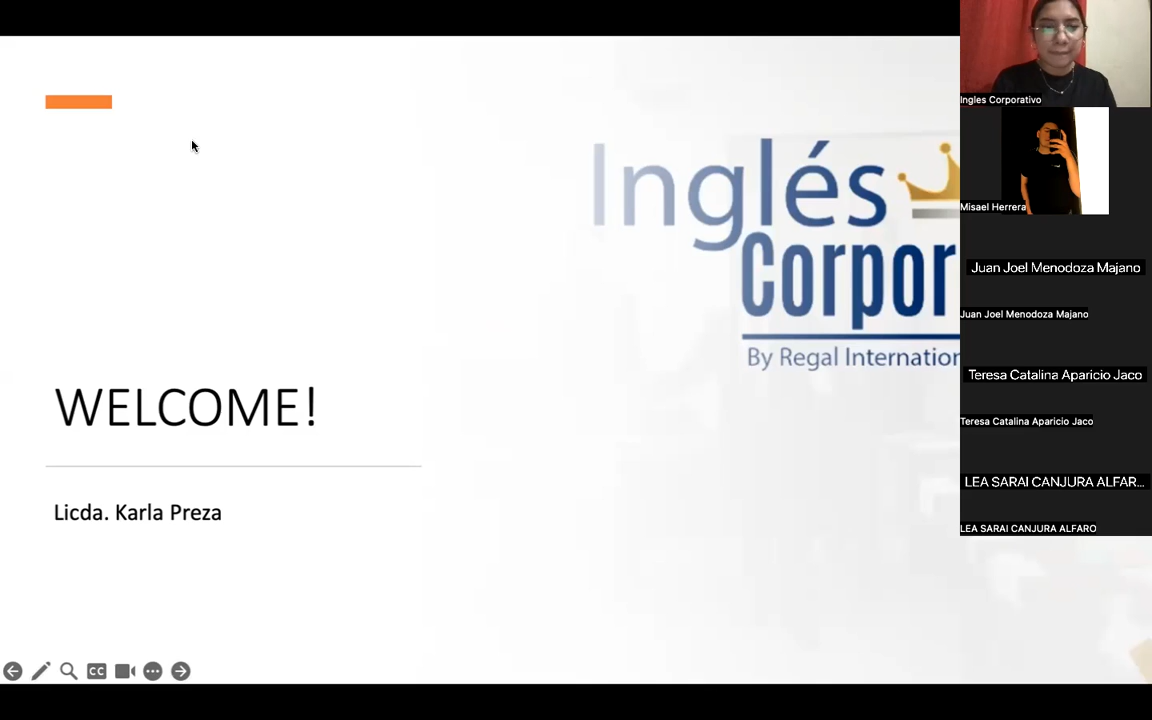 Inglés
Corpor
By Regal Internation
WELCOME!
Licda. Karla Preza
CC
Ingles Corporativo
Misael Herrera
Juan Joel Menodoza Majano
Juan Joel Menodoza Majano
Teresa Catalina Aparicio Jaco
Teresa Catalina Aparicio Jaco
LEA SARAI CANJURA ALFAR...
LEA SARAI CANJURA ALFARO